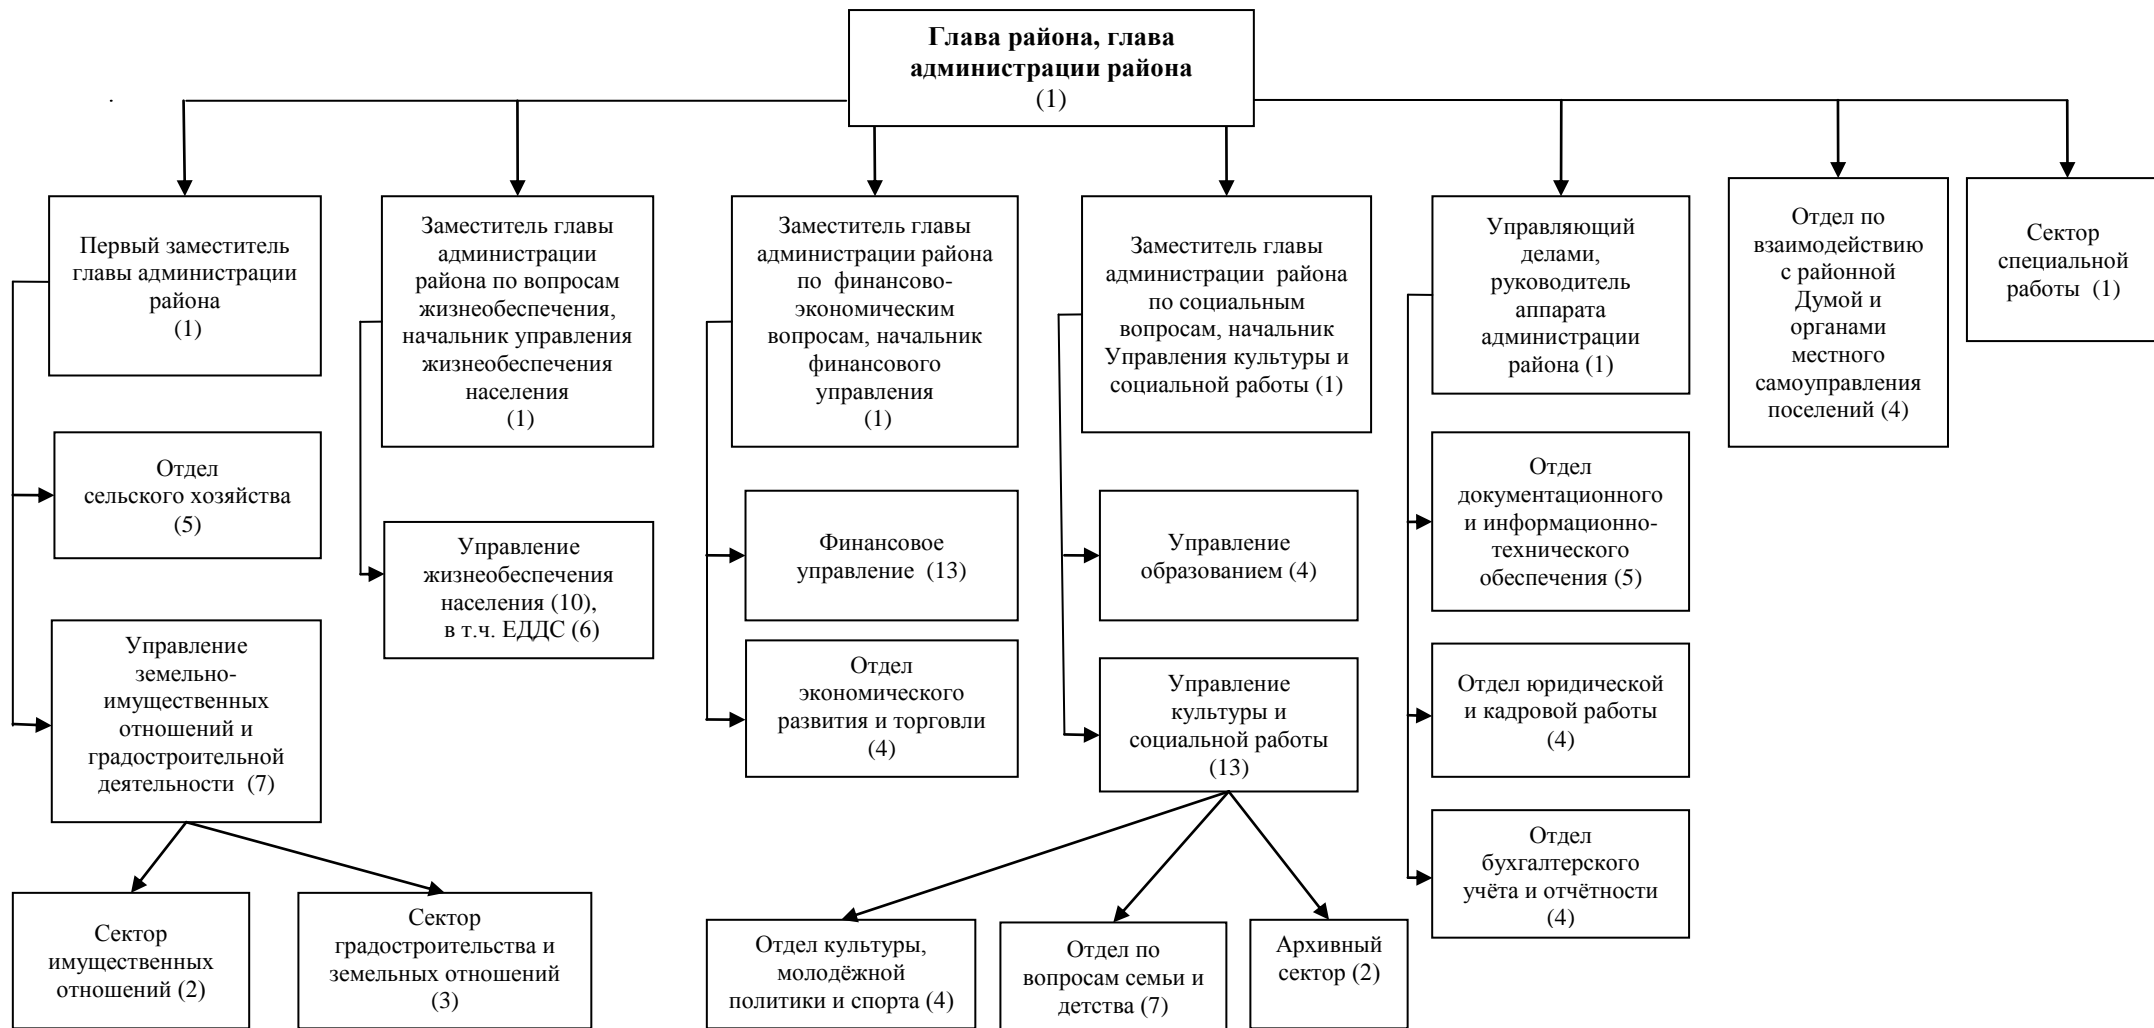 Глава района, глава
администрации района
(1)
Первый заместитель
главы администрации
района
(1)
Заместитель главы
администрации
района по вопросам
жизнеобеспечения,
начальник управления
жизнеобеспечения
населения
(1)
Заместитель главы
администрации района
по финансово-
экономическим
вопросам, начальник
финансового
управления
(1)
Заместитель главы
администрации района
по социальным
вопросам, начальник
Управления культуры и
социальной работы (1)
Управляющий
делами,
руководитель
аппарата
администрации
района (1)
Отдел по
взаимодействию
с районной
Думой и
органами
местного
самоуправления
поселений (4)
Сектор
специальной
работы (1)
Отдел
сельского хозяйства
(5)
Управление
жизнеобеспечения
населения (10),
в т.ч. ЕДДС (6)
Финансовое
управление (13)
Управление
образованием (4)
Отдел
документационного
и информационно-
технического
обеспечения (5)
Управление
земельно-
имущественных
отношений и
градостроительной
деятельности (7)
Отдел
экономического
развития и торговли
(4)
Управление
культуры и
социальной работы
(13)
Отдел юридической
и кадровой работы
(4)
Отдел
бухгалтерского
учёта и отчётности
(4)
Сектор
имущественных
отношений (2)
Сектор
градостроительства и
земельных отношений
(3)
Отдел культуры,
молодёжной
политики и спорта (4)
Отдел по
вопросам семьи и
детства (7)
Архивный
сектор (2)